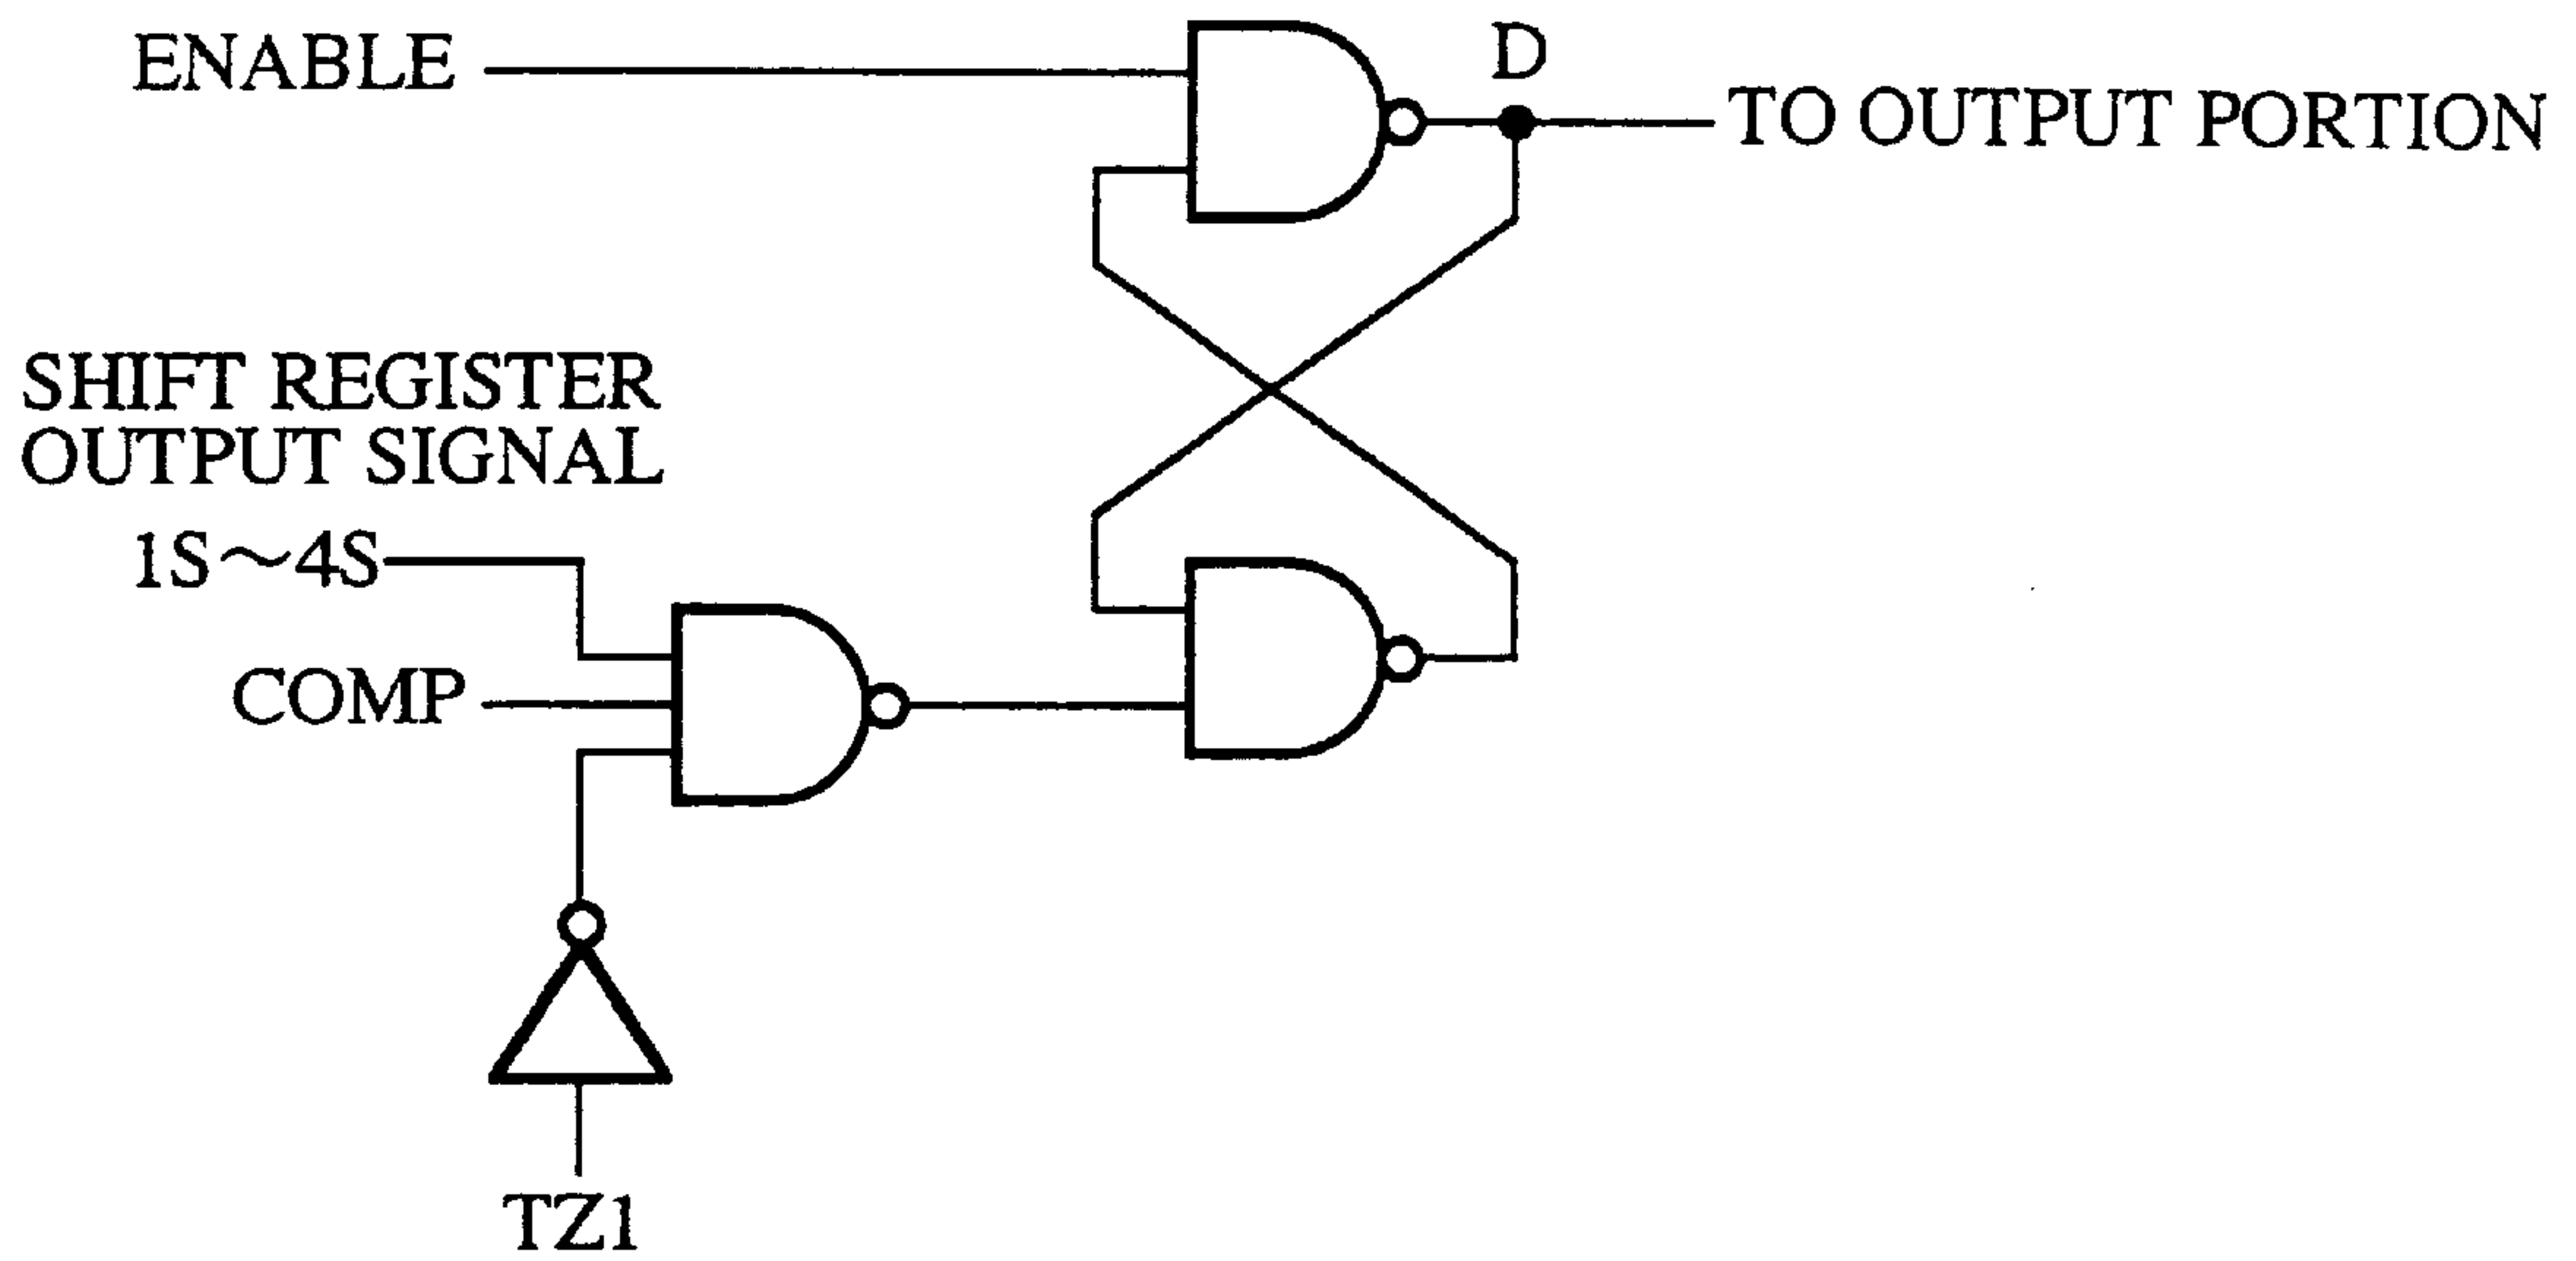 ENABLE
D
TO OUTPUT PORTION
SHIFT REGISTER
OUTPUT SIGNAL
1S～4S
COMP
TZ1